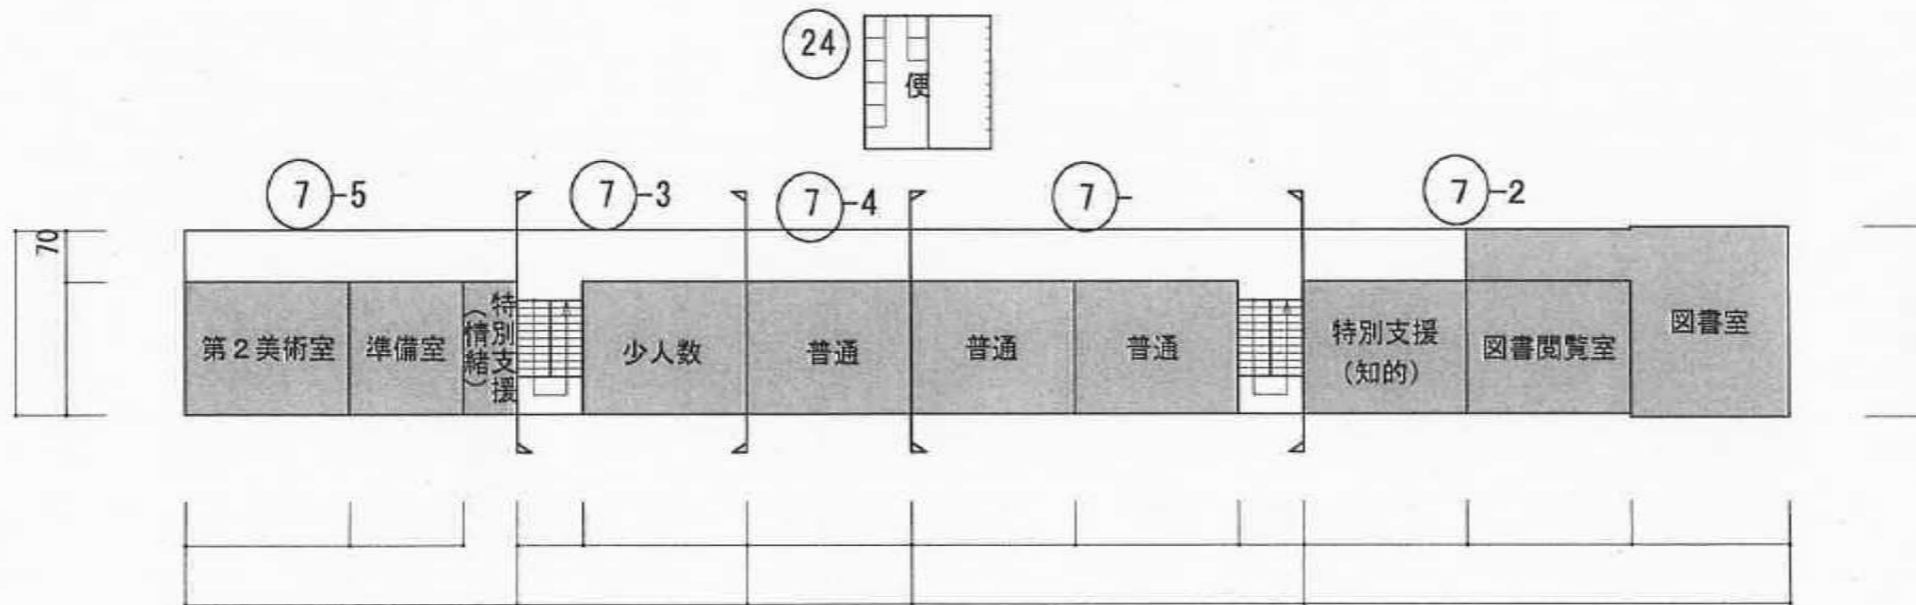 24
便
7-5
7-3
7-4
7-
7-2
70
第2美術室
準備室
特別支援
(情緒)
少人数
普通
普通
普通
特別支援
(知的)
図書閲覧室
図書室